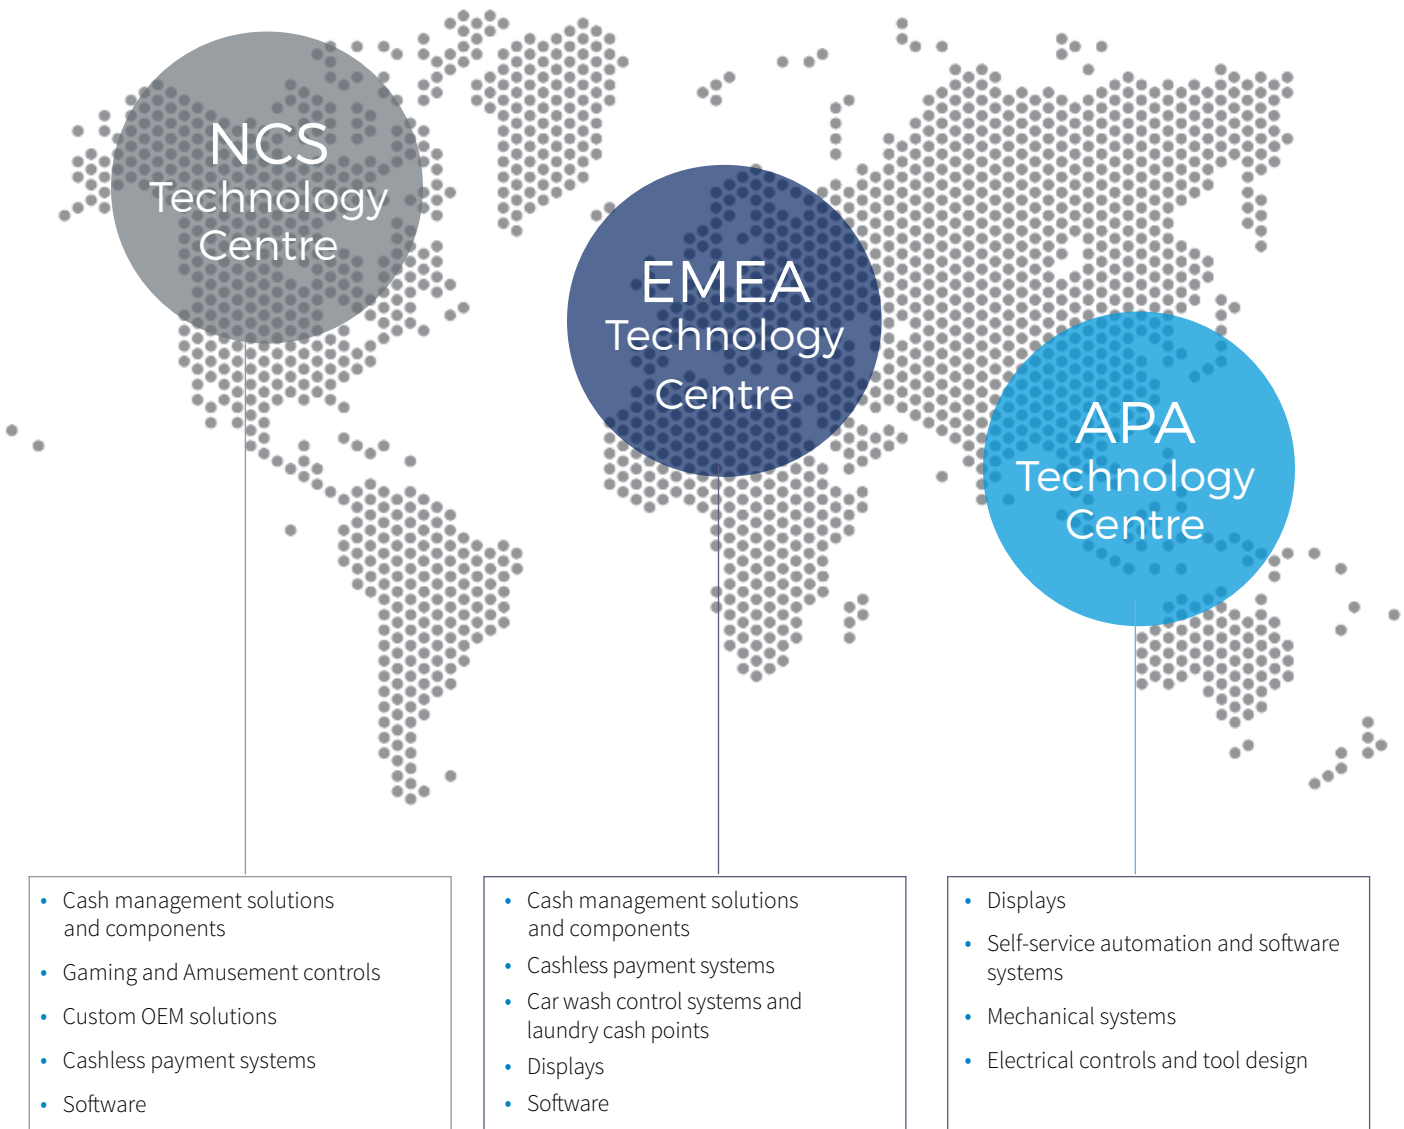 NCS
Technology
Centre
EMEA
Technology
Centre
APA
Technology
Centre
• Cash management solutions
and components
• Gaming and Amusement controls
• Custom OEM solutions
• Cashless payment systems
• Software
• Cash management solutions
and components
• Cashless payment systems
• Car wash control systems and
laundry cash points
• Displays
• Software
• Displays
• Self-service automation and software
systems
• Mechanical systems
• Electrical controls and tool design